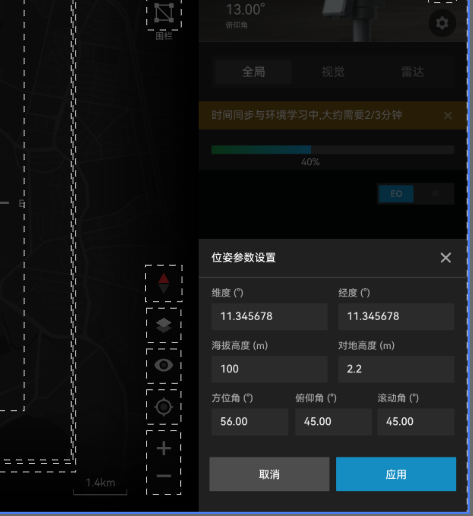 13.00°
俯仰角
围栏
全局 视觉 雷达
时间同步与环境学习中,大约需要2/3分钟
40%
EO
E
位姿参数设置
维度 (°) 经度 (°)
11.345678 11.345678
海拔高度 (m) 对地高度 (m)
100 2.2
方位角 (°) 俯仰角 (°) 滚动角 (°)
56.00 45.00 45.00
1.4km
取消 应用